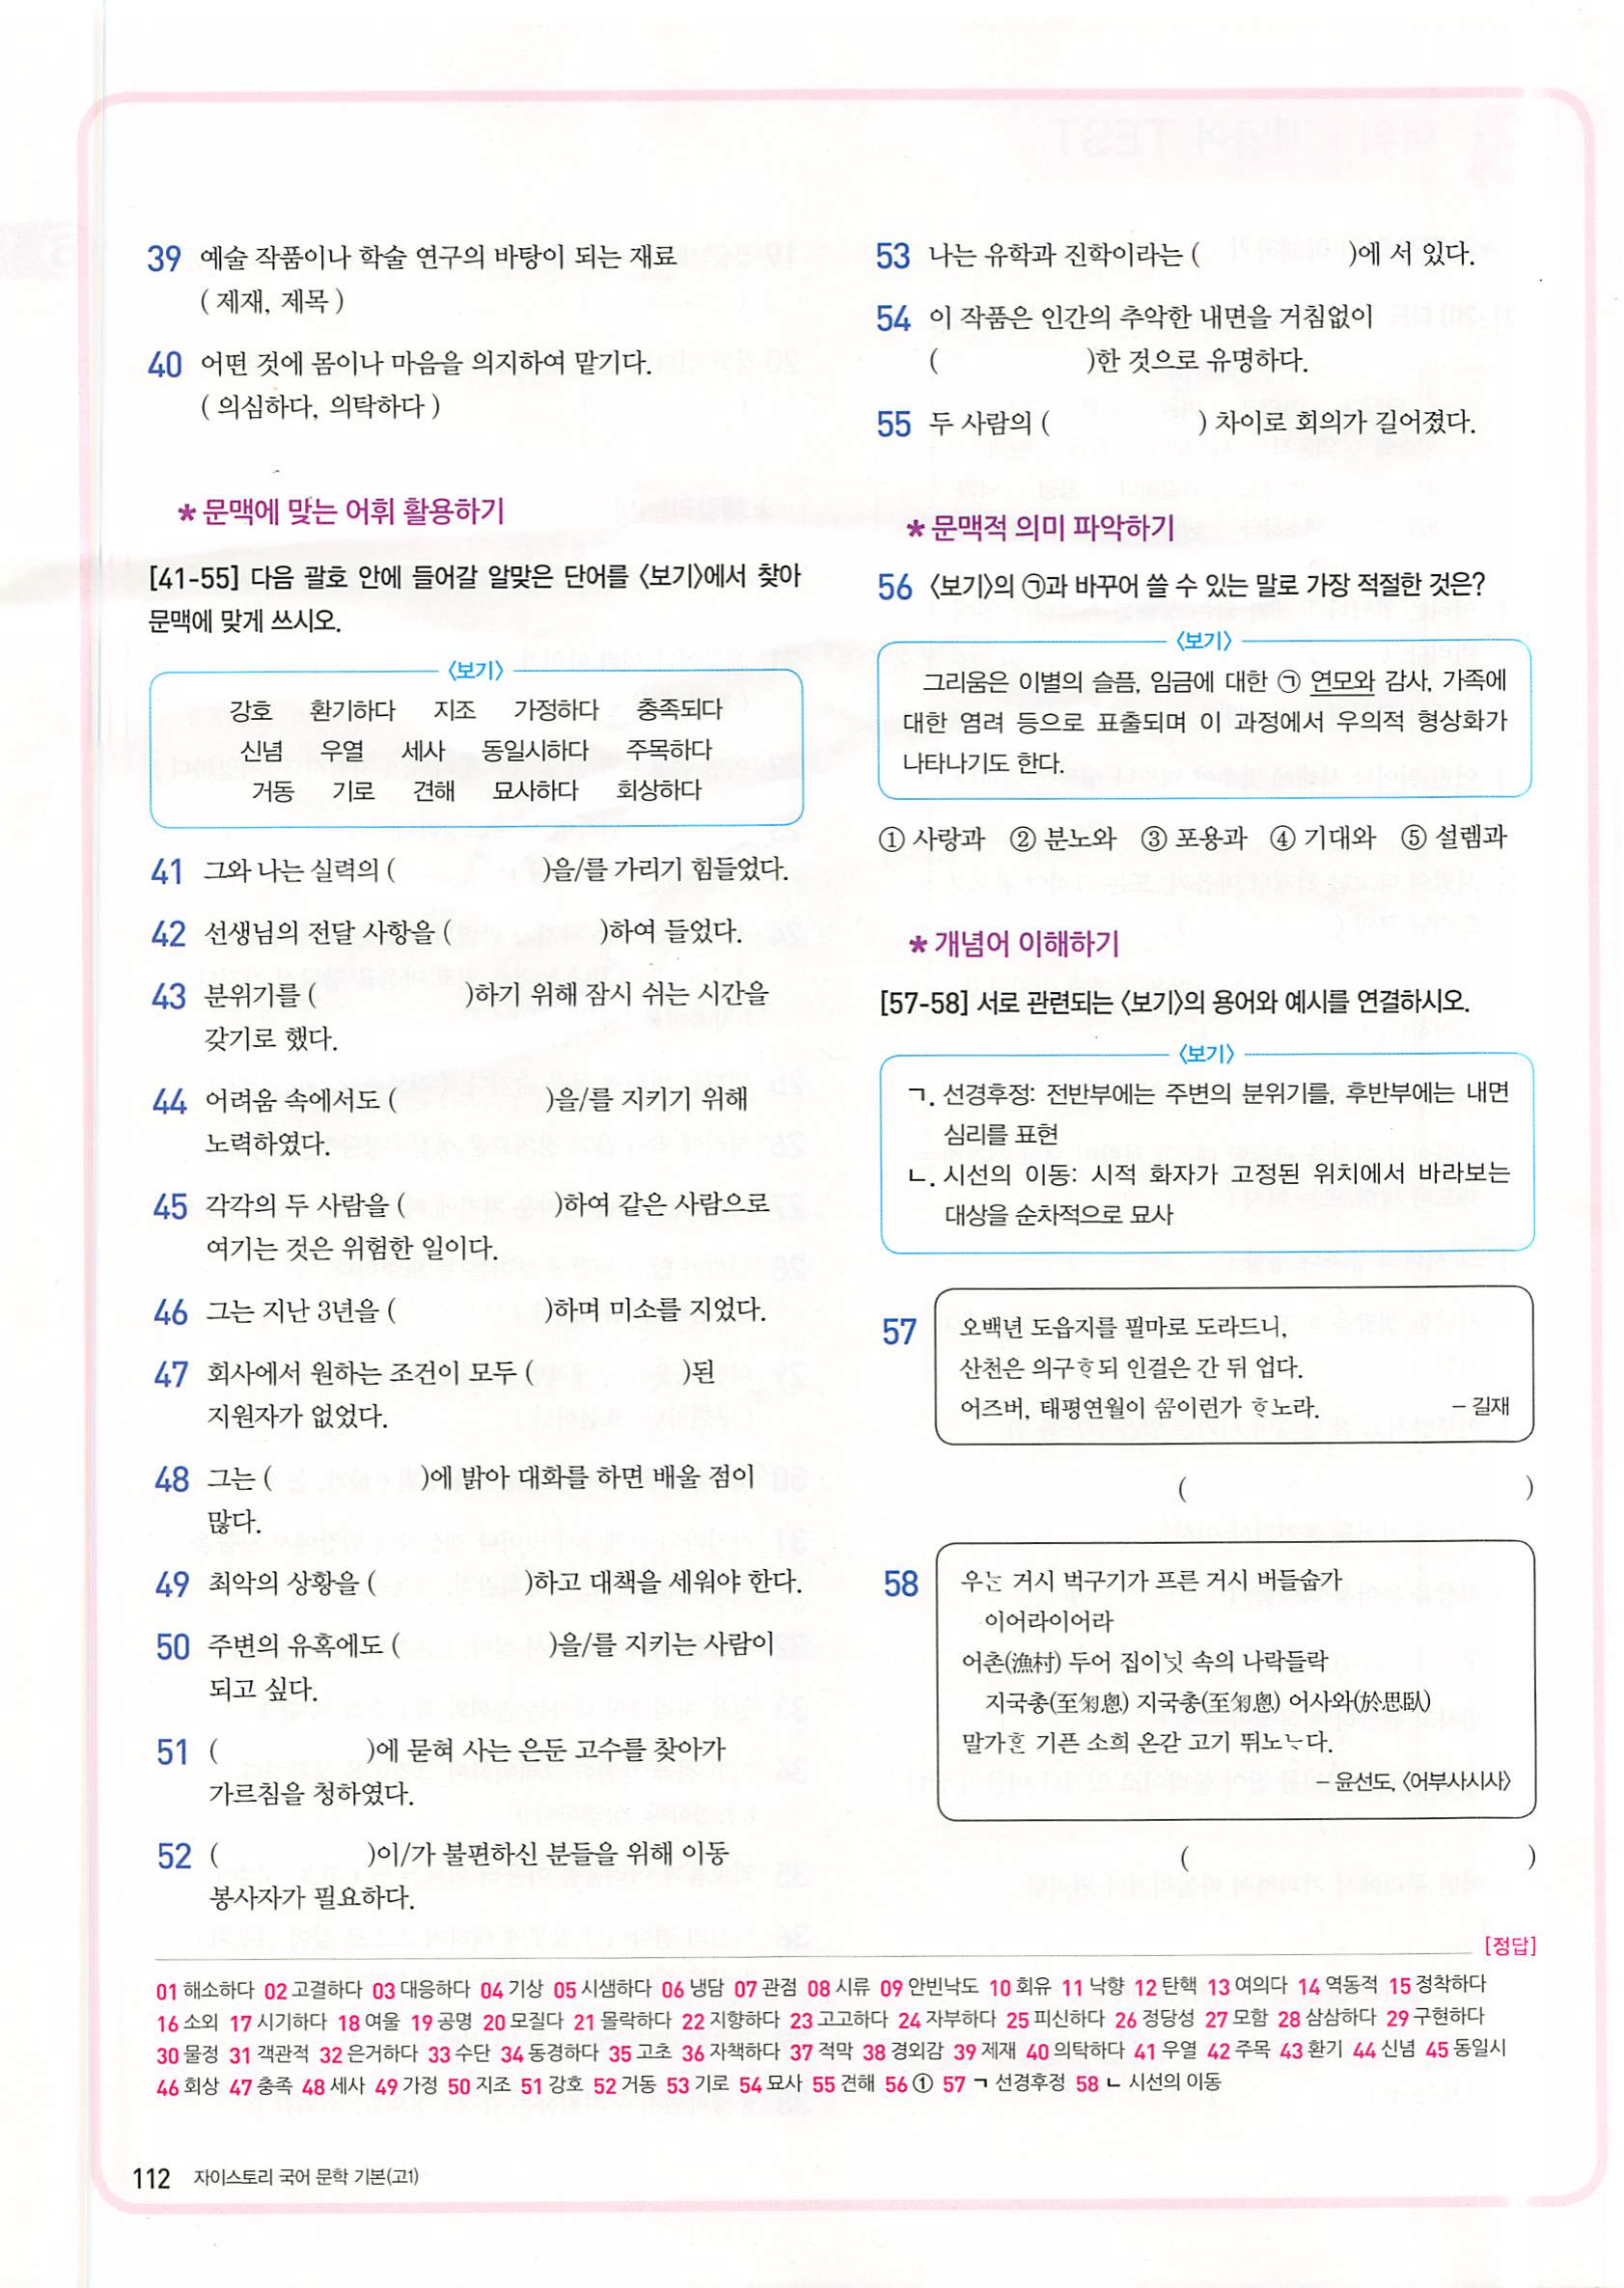 39 예술 작품이나 학술 연구의 바탕이 되는 재료
( 제재, 제목 )
40 어떤 것에 몸이나 마음을 의지하여 맡기다.
( 의심하다, 의탁하다 )
* 문맥에 맞는 어휘 활용하기
[41-55] 다음 괄호 안에 들어갈 알맞은 단어를 〈보기〉에서 찾아
문맥에 맞게 쓰시오.
〈보기〉
강호 환기하다 지조 가정하다 충족되다
신념 우열 세사 동일시하다 주목하다
거동 기로 견해 묘사하다 회상하다
41 그와 나는 실력의 ( )을/를 가리기 힘들었다.
42 선생님의 전달 사항을 ( )하여 들었다.
43 분위기를 ( )하기 위해 잠시 쉬는 시간을
갖기로 했다.
44 어려움 속에서도 ( )을/를 지키기 위해
노력하였다.
45 각각의 두 사람을 ( )하여 같은 사람으로
여기는 것은 위험한 일이다.
46 그는 지난 3년을 ( )하며 미소를 지었다.
47 회사에서 원하는 조건이 모두 ( )된
지원자가 없었다.
48 그는 ( )에 밝아 대화를 하면 배울 점이
많다.
49 최악의 상황을 ( )하고 대책을 세워야 한다.
50 주변의 유혹에도 ( )을/를 지키는 사람이
되고 싶다.
51 ( )에 묻혀 사는 은둔 고수를 찾아가
가르침을 청하였다.
52 ( )이/가 불편하신 분들을 위해 이동
봉사자가 필요하다.
53 나는 유학과 진학이라는 ( )에 서 있다.
54 이 작품은 인간의 추악한 내면을 거침없이
( )한 것으로 유명하다.
55 두 사람의 ( ) 차이로 회의가 길어졌다.
* 문맥적 의미 파악하기
56 〈보기〉의 ㉠과 바꾸어 쓸 수 있는 말로 가장 적절한 것은?
〈보기〉
그리움은 이별의 슬픔, 임금에 대한 ㉠ 연모와 감사, 가족에
대한 염려 등으로 표출되며 이 과정에서 우의적 형상화가
나타나기도 한다.
① 사랑과 ② 분노와 ③ 포용과 ④ 기대와 ⑤ 설렘과
* 개념어 이해하기
[57-58] 서로 관련되는 〈보기〉의 용어와 예시를 연결하시오.
〈보기〉
ㄱ. 선경후정: 전반부에는 주변의 분위기를, 후반부에는 내면
심리를 표현
ㄴ. 시선의 이동: 시적 화자가 고정된 위치에서 바라보는
대상을 순차적으로 묘사
57 오백년 도읍지를 필마로 도라드니,
산천은 의구ᄒᆞ되 인걸은 간 듸 업다.
어즈버, 태평연월이 ᄭᅮᆷ이런가 ᄒᆞ노라. – 길재
( )
58 우ᄂᆞᆫ 거시 벅구기가 프른 거시 버들숩가
이어라이어라
어촌(漁村) 두어 집이 ᄂᆡᆺ 속의 나락들락
지국총(至匊悤) 지국총(至匊悤) 어사와(於思臥)
말가ᄒᆞᆫ 기픈 소희 온갇 고기 뛰노ᄂᆞ다.
– 윤선도, 〈어부사시사〉
( )
[정답]
01 해소하다 02 고결하다 03 대응하다 04 기상 05 시샘하다 06 냉담 07 관점 08 시류 09 안빈낙도 10 회유 11 낙향 12 탄핵 13 여의다 14 역동적 15 정착하다
16 소외 17 시기하다 18 여울 19 공명 20 모질다 21 몰락하다 22 지향하다 23 고고하다 24 자부하다 25 피신하다 26 정당성 27 모함 28 삼삼하다 29 구현하다
30 물정 31 객관적 32 은거하다 33 수단 34 동경하다 35 고초 36 자책하다 37 적막 38 경외감 39 제재 40 의탁하다 41 우열 42 주목 43 환기 44 신념 45 동일시
46 회상 47 충족 48 세사 49 가정 50 지조 51 강호 52 거동 53 기로 54 묘사 55 견해 56 ① 57 ㄱ 선경후정 58 ㄴ 시선의 이동
112 자이스토리 국어 문학 기본(고1)